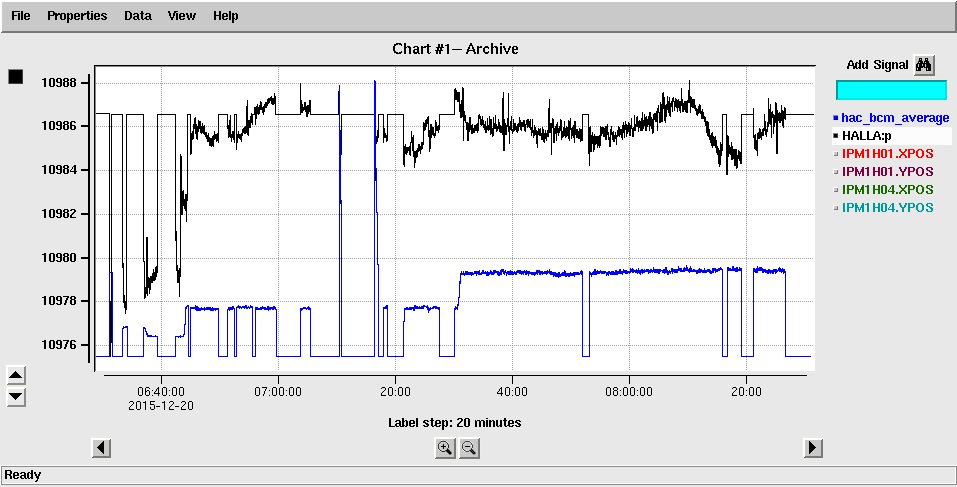 File Properties Data View Help
Chart #1— Archive
Add Signal
10988
10986
10984
10982
10980
10978
10976
hac_bcm_average
HALLA:p
IPM1H01.XPOS
IPM1H01.YPOS
IPM1H04.XPOS
IPM1H04.YPOS
06:40:00 07:00:00 20:00 40:00 08:00:00 20:00
2015-12-20
Label step: 20 minutes
Ready